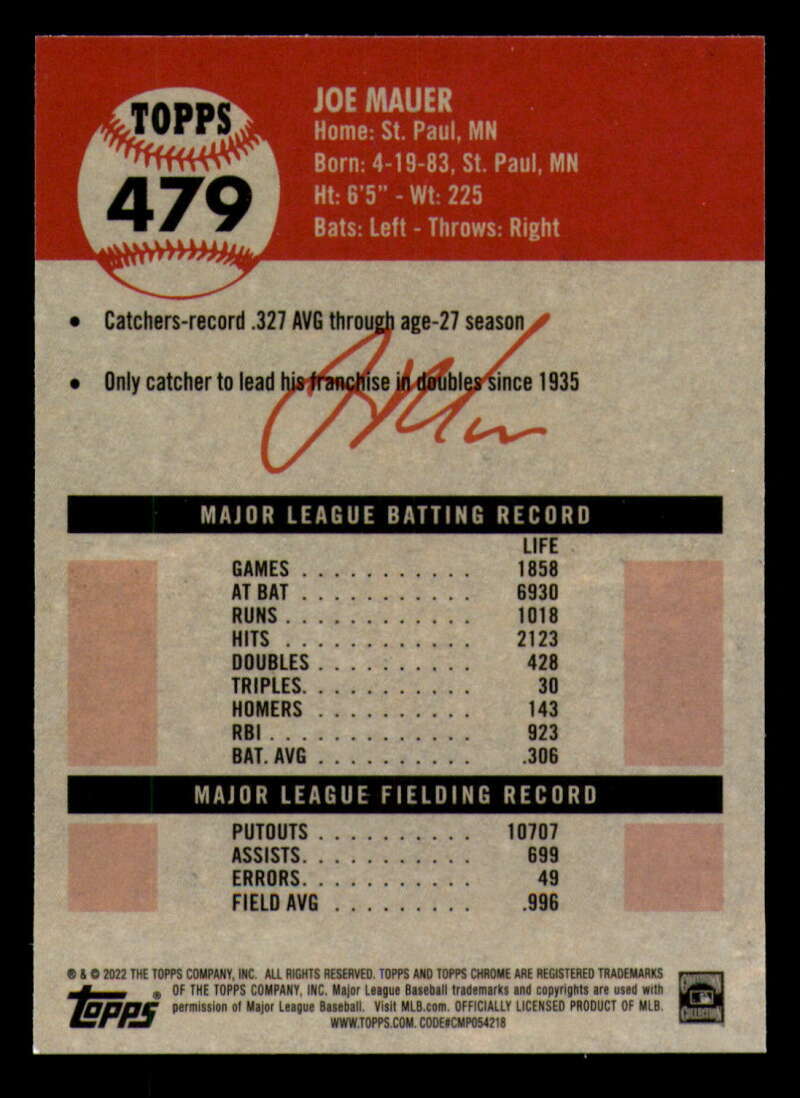 TOPPS
479
JOE MAUER
Home: St. Paul, MN
Born: 4-19-83, St. Paul, MN
Ht: 6'5" - Wt: 225
Bats: Left - Throws: Right
• Catchers-record .327 AVG through age-27 season
• Only catcher to lead his franchise in doubles since 1935
MAJOR LEAGUE BATTING RECORD
LIFE
GAMES . . . . . . . . . . . 1858
AT BAT . . . . . . . . . . . 6930
RUNS . . . . . . . . . . . . 1018
HITS . . . . . . . . . . . . 2123
DOUBLES . . . . . . . . . . 428
TRIPLES. . . . . . . . . . . 30
HOMERS . . . . . . . . . . 143
RBI . . . . . . . . . . . . . 923
BAT. AVG . . . . . . . . . . .306
MAJOR LEAGUE FIELDING RECORD
PUTOUTS . . . . . . . . . . 10707
ASSISTS. . . . . . . . . . . 699
ERRORS. . . . . . . . . . . 49
FIELD AVG . . . . . . . . . .996
® & © 2022 THE TOPPS COMPANY, INC. ALL RIGHTS RESERVED. TOPPS AND TOPPS CHROME ARE REGISTERED TRADEMARKS
OF THE TOPPS COMPANY, INC. Major League Baseball trademarks and copyrights are used with
permission of Major League Baseball. Visit MLB.com. OFFICIALLY LICENSED PRODUCT OF MLB.
WWW.TOPPS.COM. CODE#CMP054218
Topps®